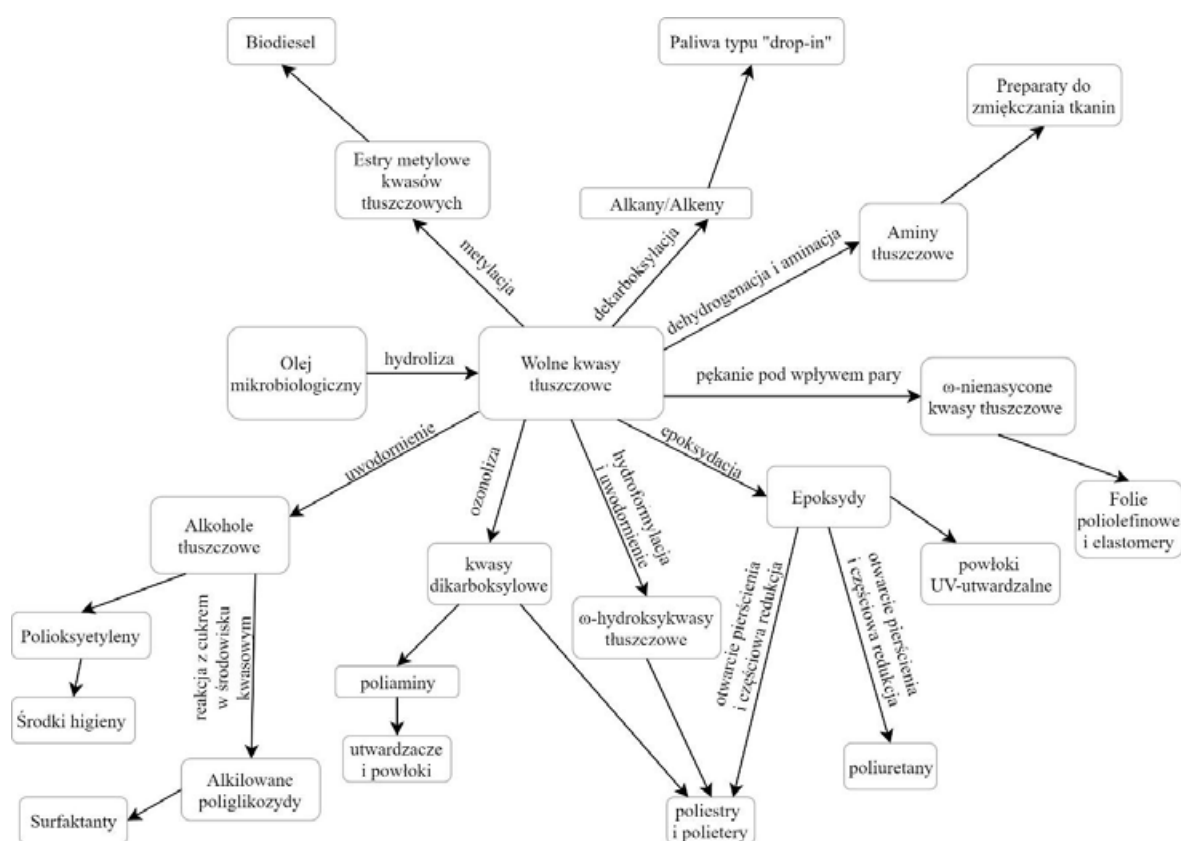 Biodiesel
Paliwa typu "drop-in"
Preparaty do
zmiękczania tkanin
Estry metylowe
kwasów
tłuszczowych
Alkany/Alkeny
Aminy
tłuszczowe
metylacja
dekarboksylacja
dehydrogenacja i aminacja
Olej
mikrobiologiczny
hydroliza
Wolne kwasy
tłuszczowe
pękanie pod wpływem pary
ω-nienasycone
kwasy tłuszczowe
uwodornienie
ozonoliza
hydroformylacja
i uwodornienie
epoksydacja
Alkohole
tłuszczowe
kwasy
dikarboksylowe
ω-hydroksykwasy
tłuszczowe
Epoksydy
powłoki
UV-utwardzalne
Folie
poliolefinowe
i elastomery
Polioksyetyleny
Środki higieny
reakcja z cukrem
w środowisku
kwasowym
poliaminy
utwardzacze
i powłoki
otwarcie pierścienia
i częściowa redukcja
otwarcie pierścienia
i częściowa redukcja
Alkilowane
poliglikozydy
Surfaktanty
poliestry
i polietery
poliuretany